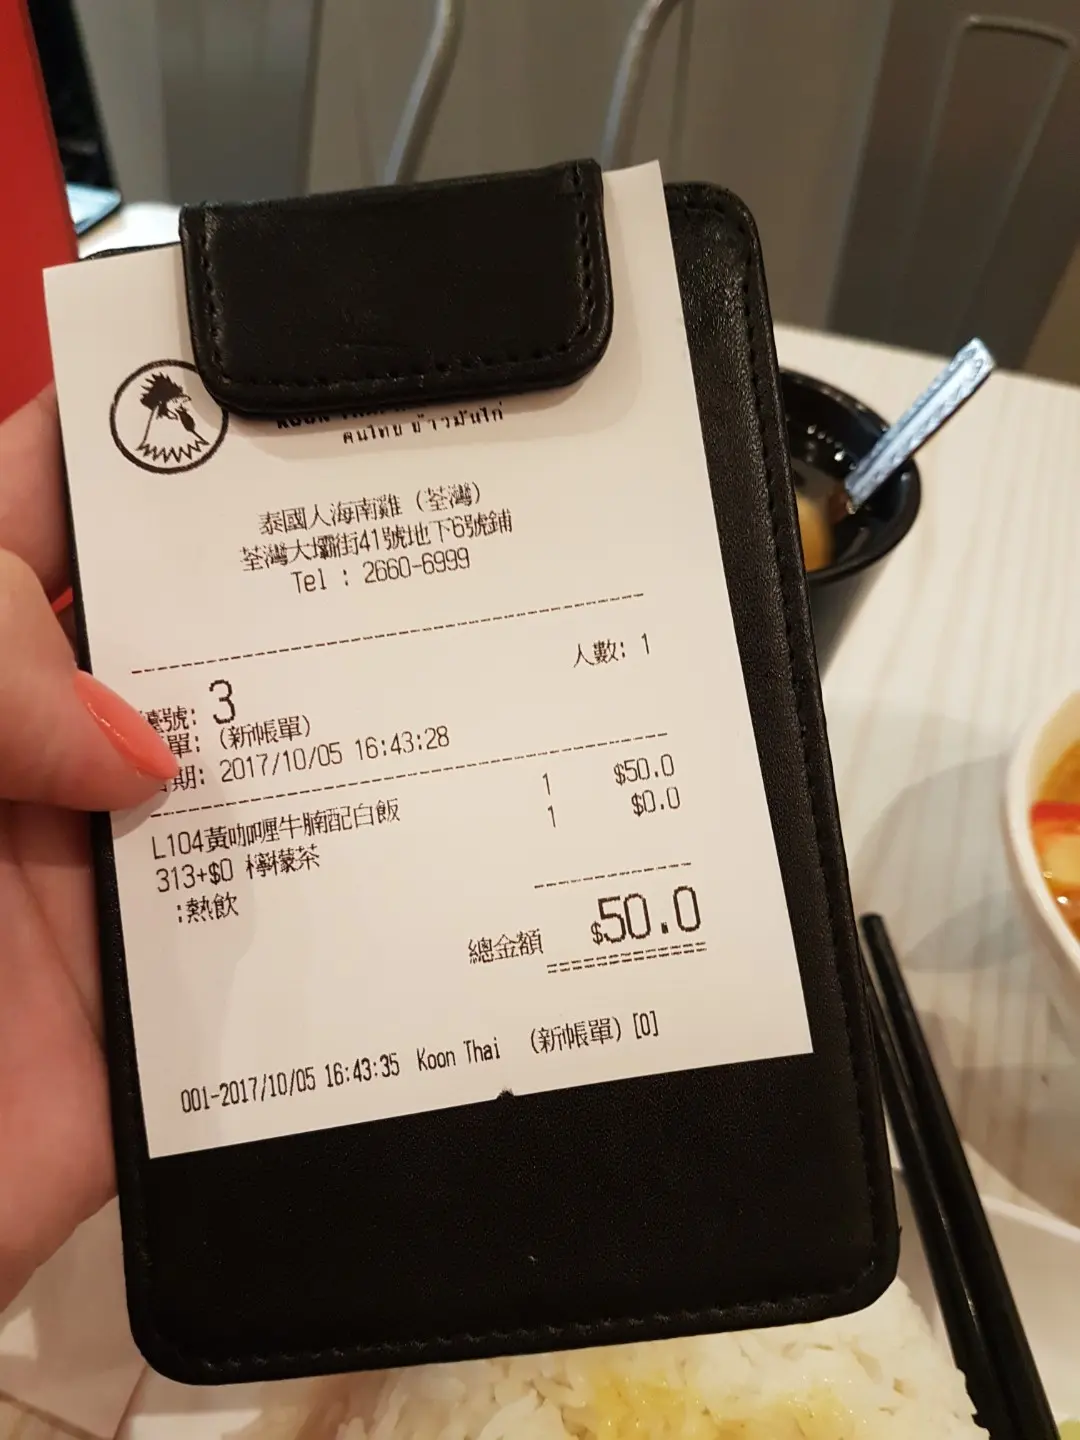 คนไทย ข้าวมันไก่
泰國人海南雞 (荃灣)
荃灣大壩街41號地下6號鋪
Tel : 2660-6999
人數: 1
檯號: 3
單: (新帳單)
期: 2017/10/05 16:43:28
L104黃咖喱牛腩配白飯 1 $50.0
313+$0 檸檬茶 1 $0.0
:熱飲
總金額 $50.0
001-2017/10/05 16:43:35 Koon Thai (新帳單) [0]